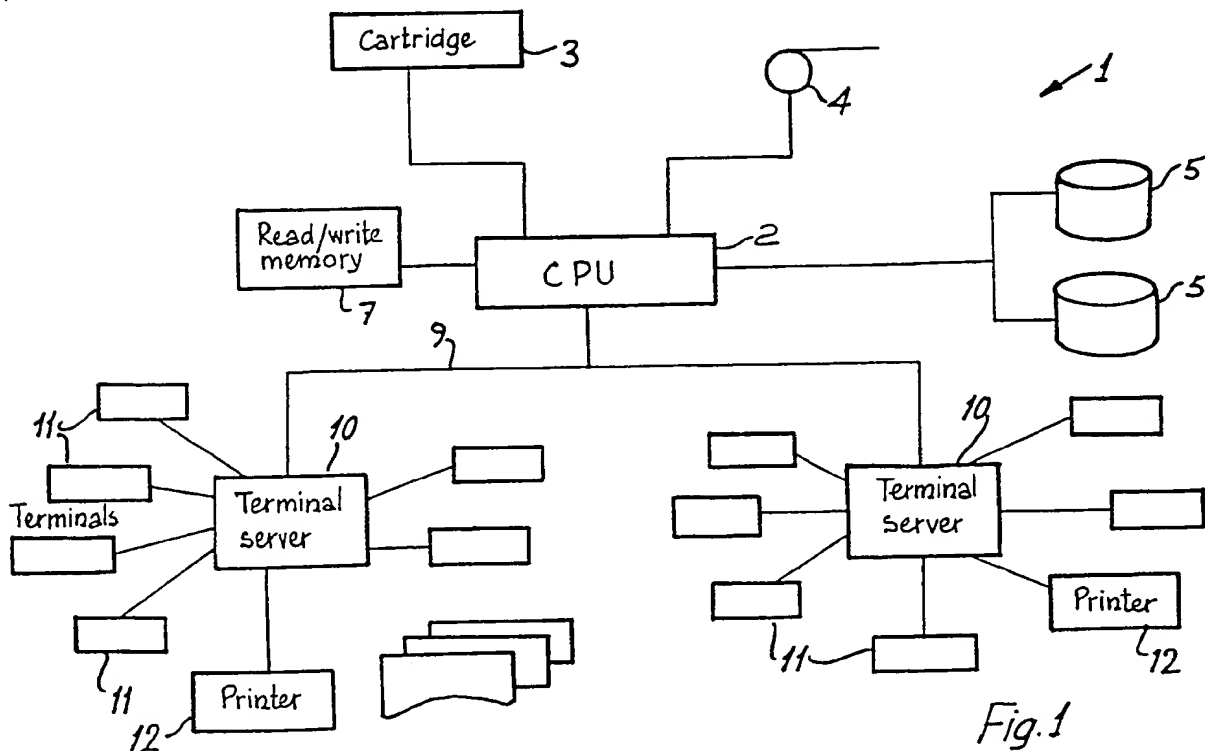 Cartridge
3
4
1
5
Read/write
memory
7
2
CPU
5
9
11
10
11
Terminals
Terminal
server
10
Terminal
server
11
Printer
12
11
Printer
12
Fig.1